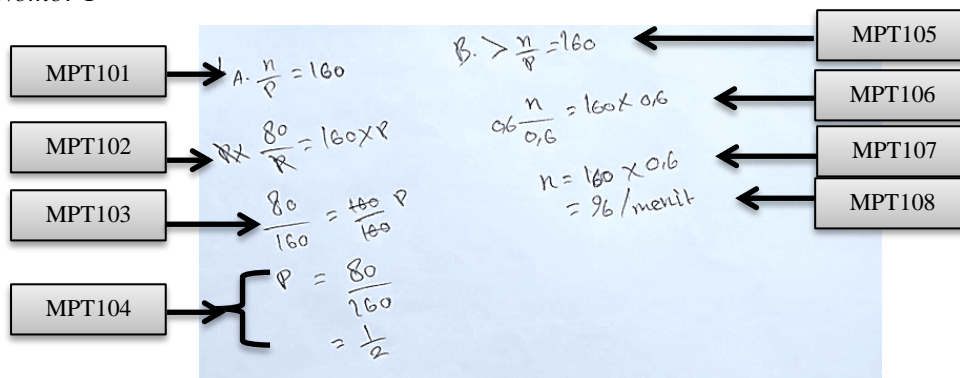 MPT101
MPT102
MPT103
MPT104
A. n/P = 160
80/P = 160 X P
80/160 = 160/160 P
P = 80/160
= 1/2
B. > n/P = 160
0,6 n/0,6 = 160 X 0,6
n = 160 X 0,6
= 96/menit
MPT105
MPT106
MPT107
MPT108